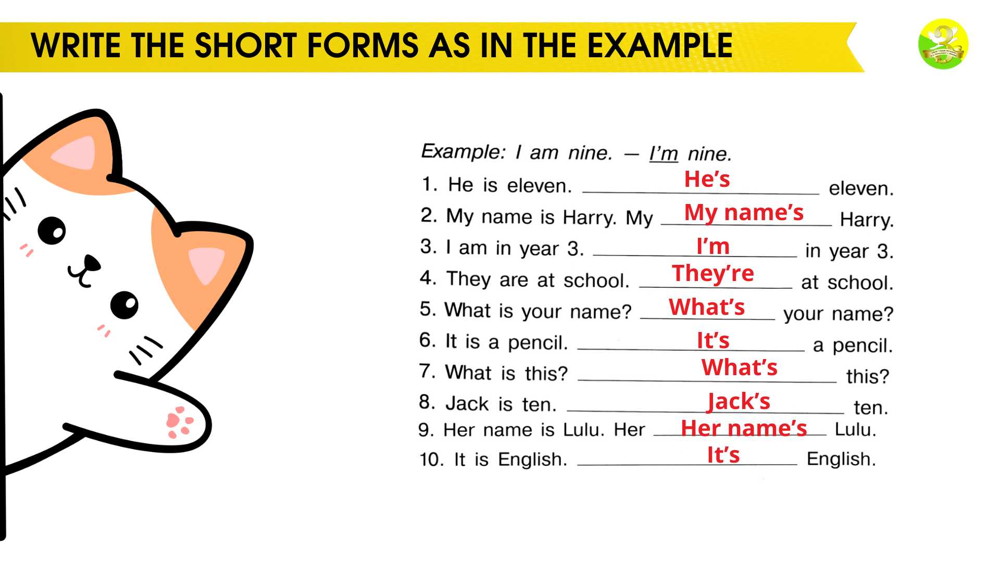 WRITE THE SHORT FORMS AS IN THE EXAMPLE
Example: I am nine. — I'm nine.
1. He is eleven. He’s eleven.
2. My name is Harry. My My name’s Harry.
3. I am in year 3. I’m in year 3.
4. They are at school. They’re at school.
5. What is your name? What’s your name?
6. It is a pencil. It’s a pencil.
7. What is this? What’s this?
8. Jack is ten. Jack’s ten.
9. Her name is Lulu. Her Her name’s Lulu.
10. It is English. It’s English.
3